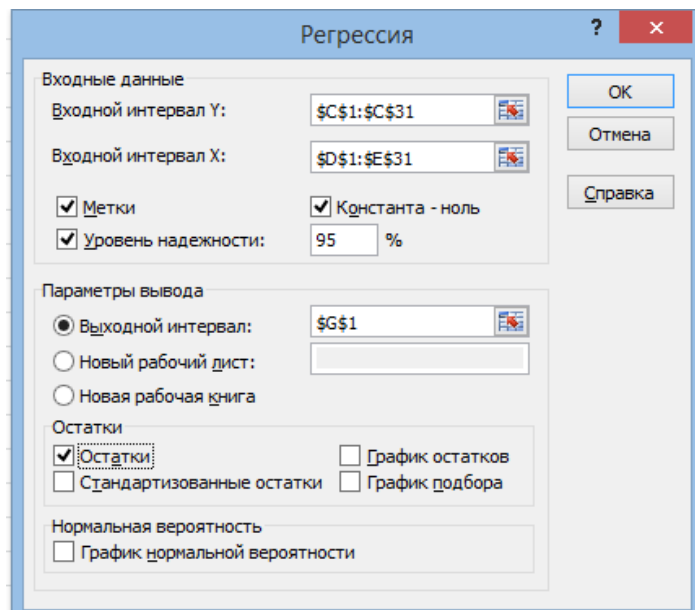 Регрессия
?
Входные данные
Входной интервал Y: $C$1:$C$31
Входной интервал X: $D$1:$E$31
Метки Константа - ноль
Уровень надежности: 95 %
OK
Отмена
Справка
Параметры вывода
Выходной интервал: $G$1
Новый рабочий лист:
Новая рабочая книга
Остатки
Остатки График остатков
Стандартизованные остатки График подбора
Нормальная вероятность
График нормальной вероятности